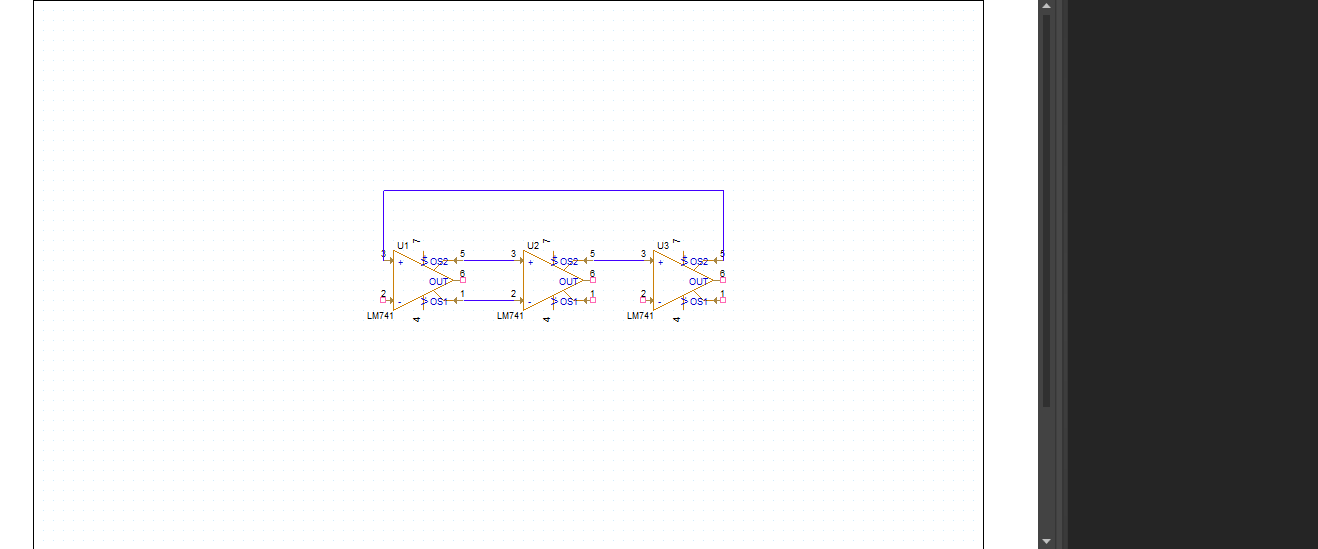 U1 7 U2 7 U3 7
3 + OS2 5 3 + OS2 5 3 + OS2 5
OUT 6 OUT 6 OUT 6
2 - OS1 1 2 - OS1 1 2 - OS1 1
LM741 4 LM741 4 LM741 4